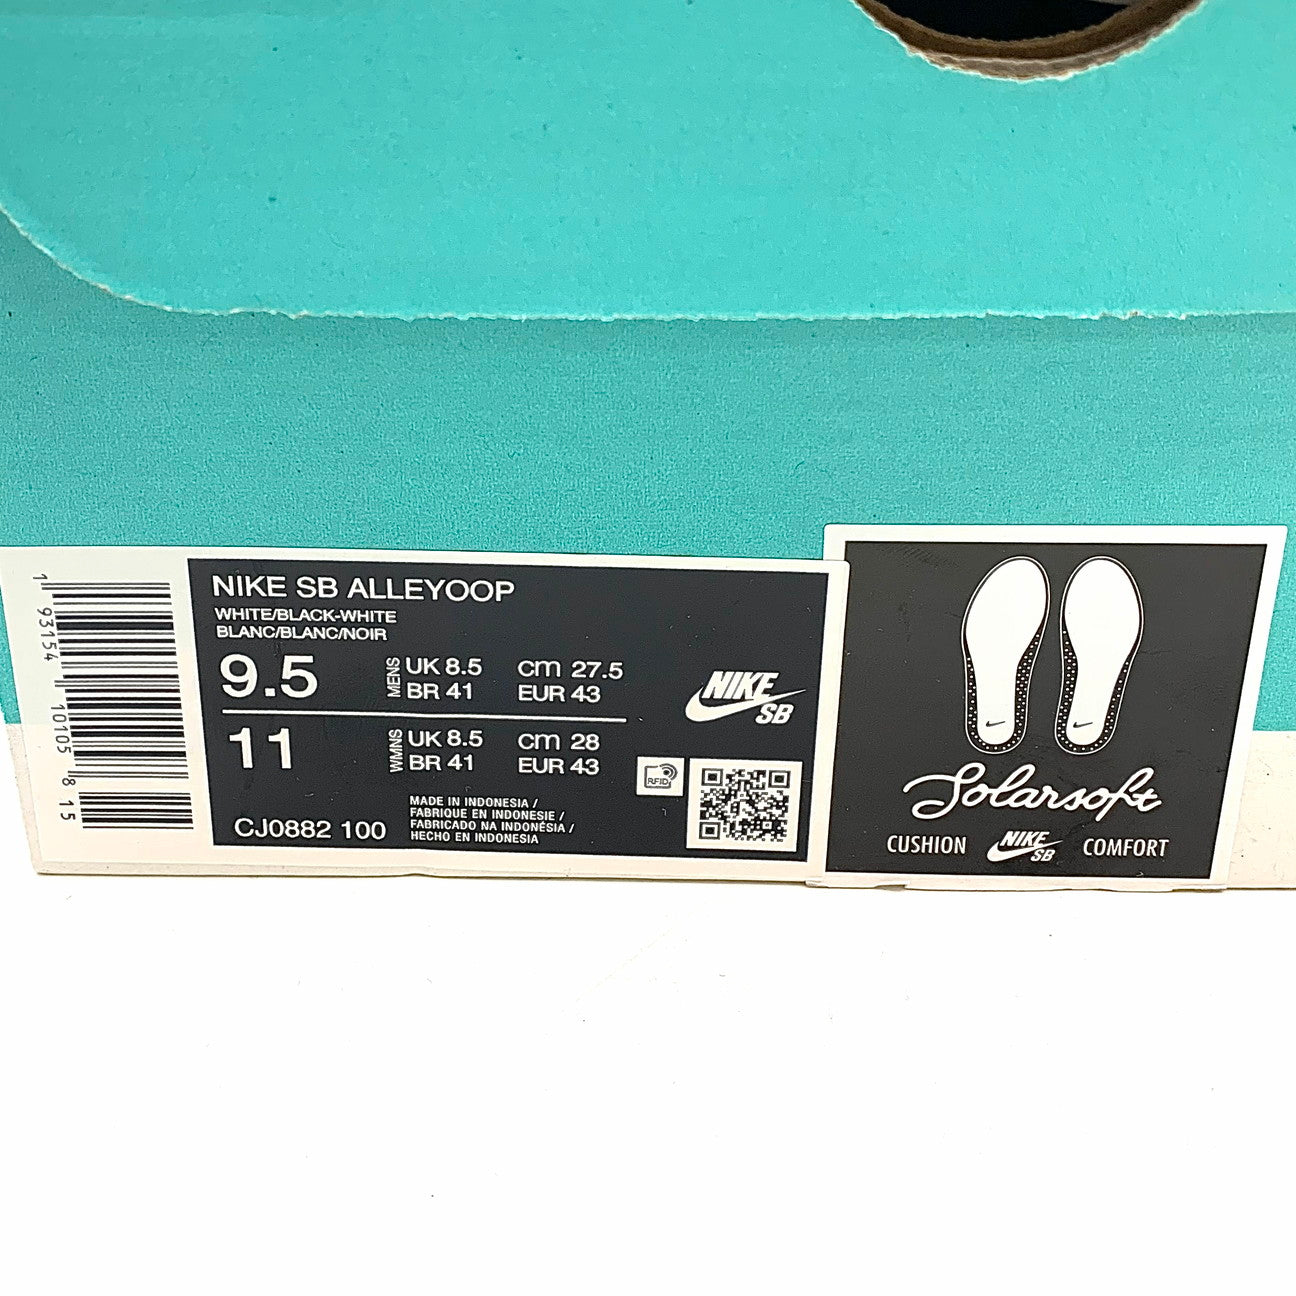 1 93154 10105 8 15
NIKE SB ALLEYOOP
WHITE/BLACK-WHITE
BLANC/BLANC/NOIR
9.5 MENS UK 8.5 cm 27.5
BR 41 EUR 43
11 WMNS UK 8.5 cm 28
BR 41 EUR 43
CJ0882 100
MADE IN INDONESIA /
FABRIQUE EN INDONESIE /
FABRICADO NA INDONÉSIA /
HECHO EN INDONESIA
NIKE
SB
RFID
Solarsoft
CUSHION NIKE SB COMFORT